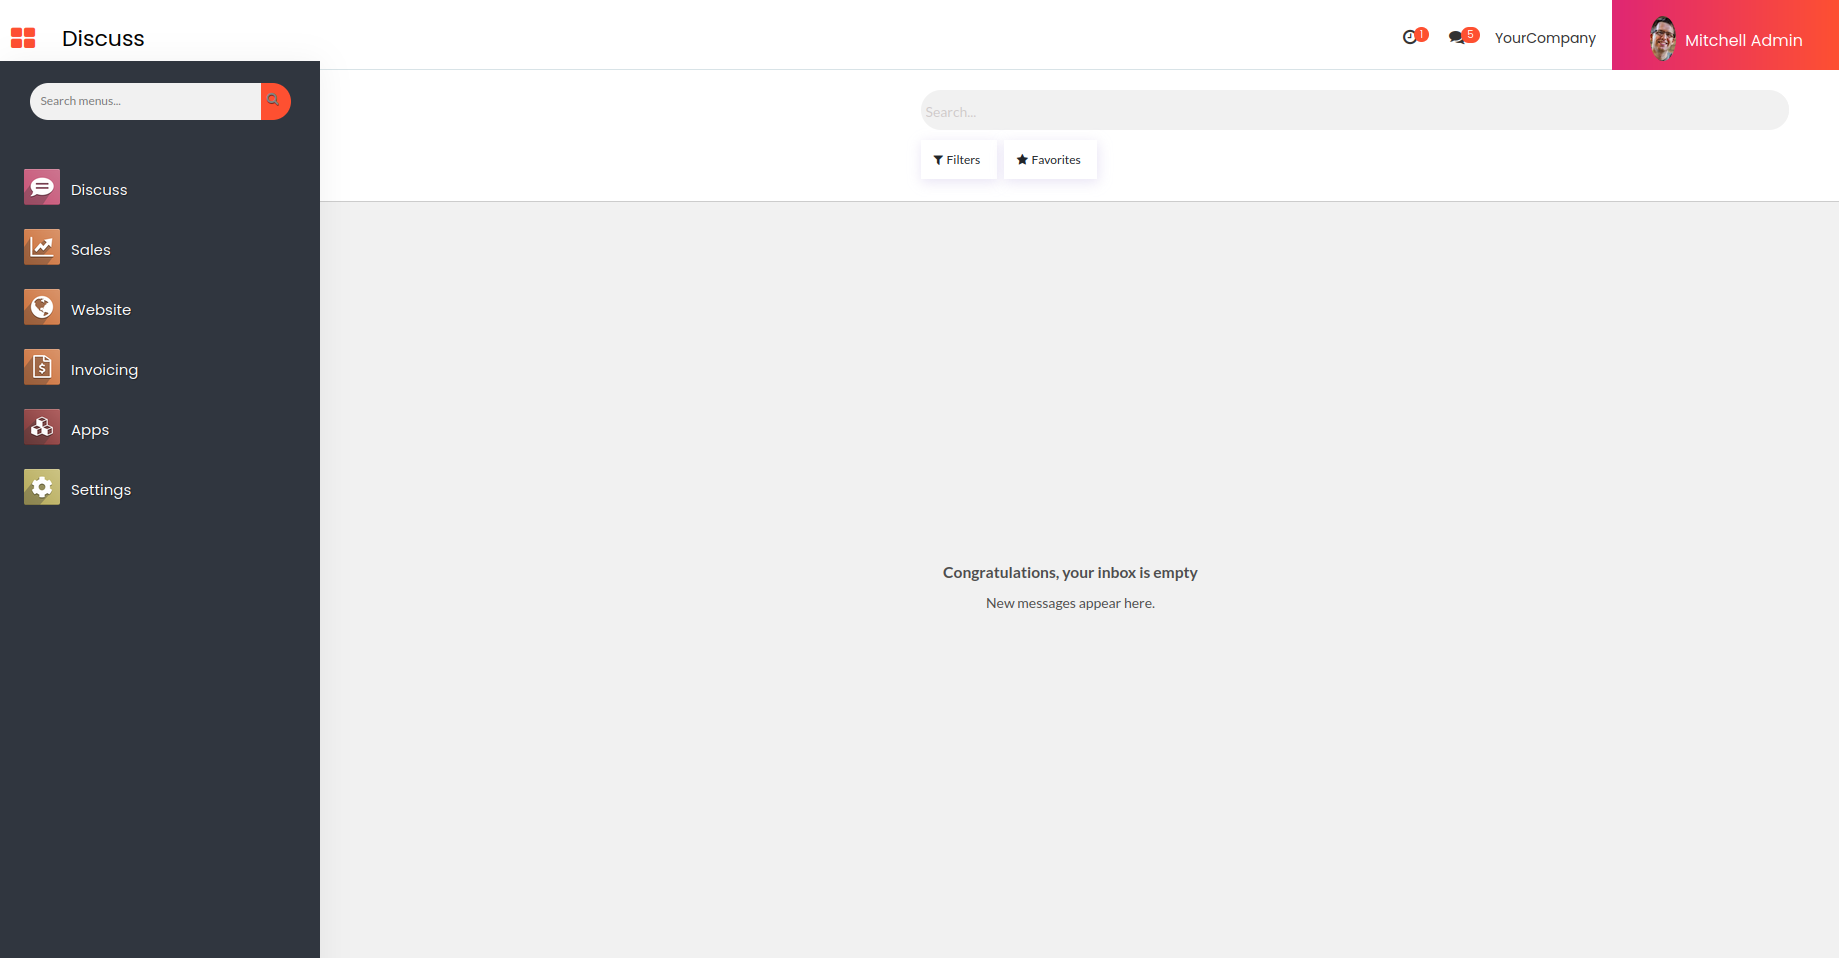 Discuss
1
5
YourCompany
Mitchell Admin
Search menus...
Search...
Filters
Favorites
Discuss
Sales
Website
Invoicing
Apps
Settings
Congratulations, your inbox is empty
New messages appear here.